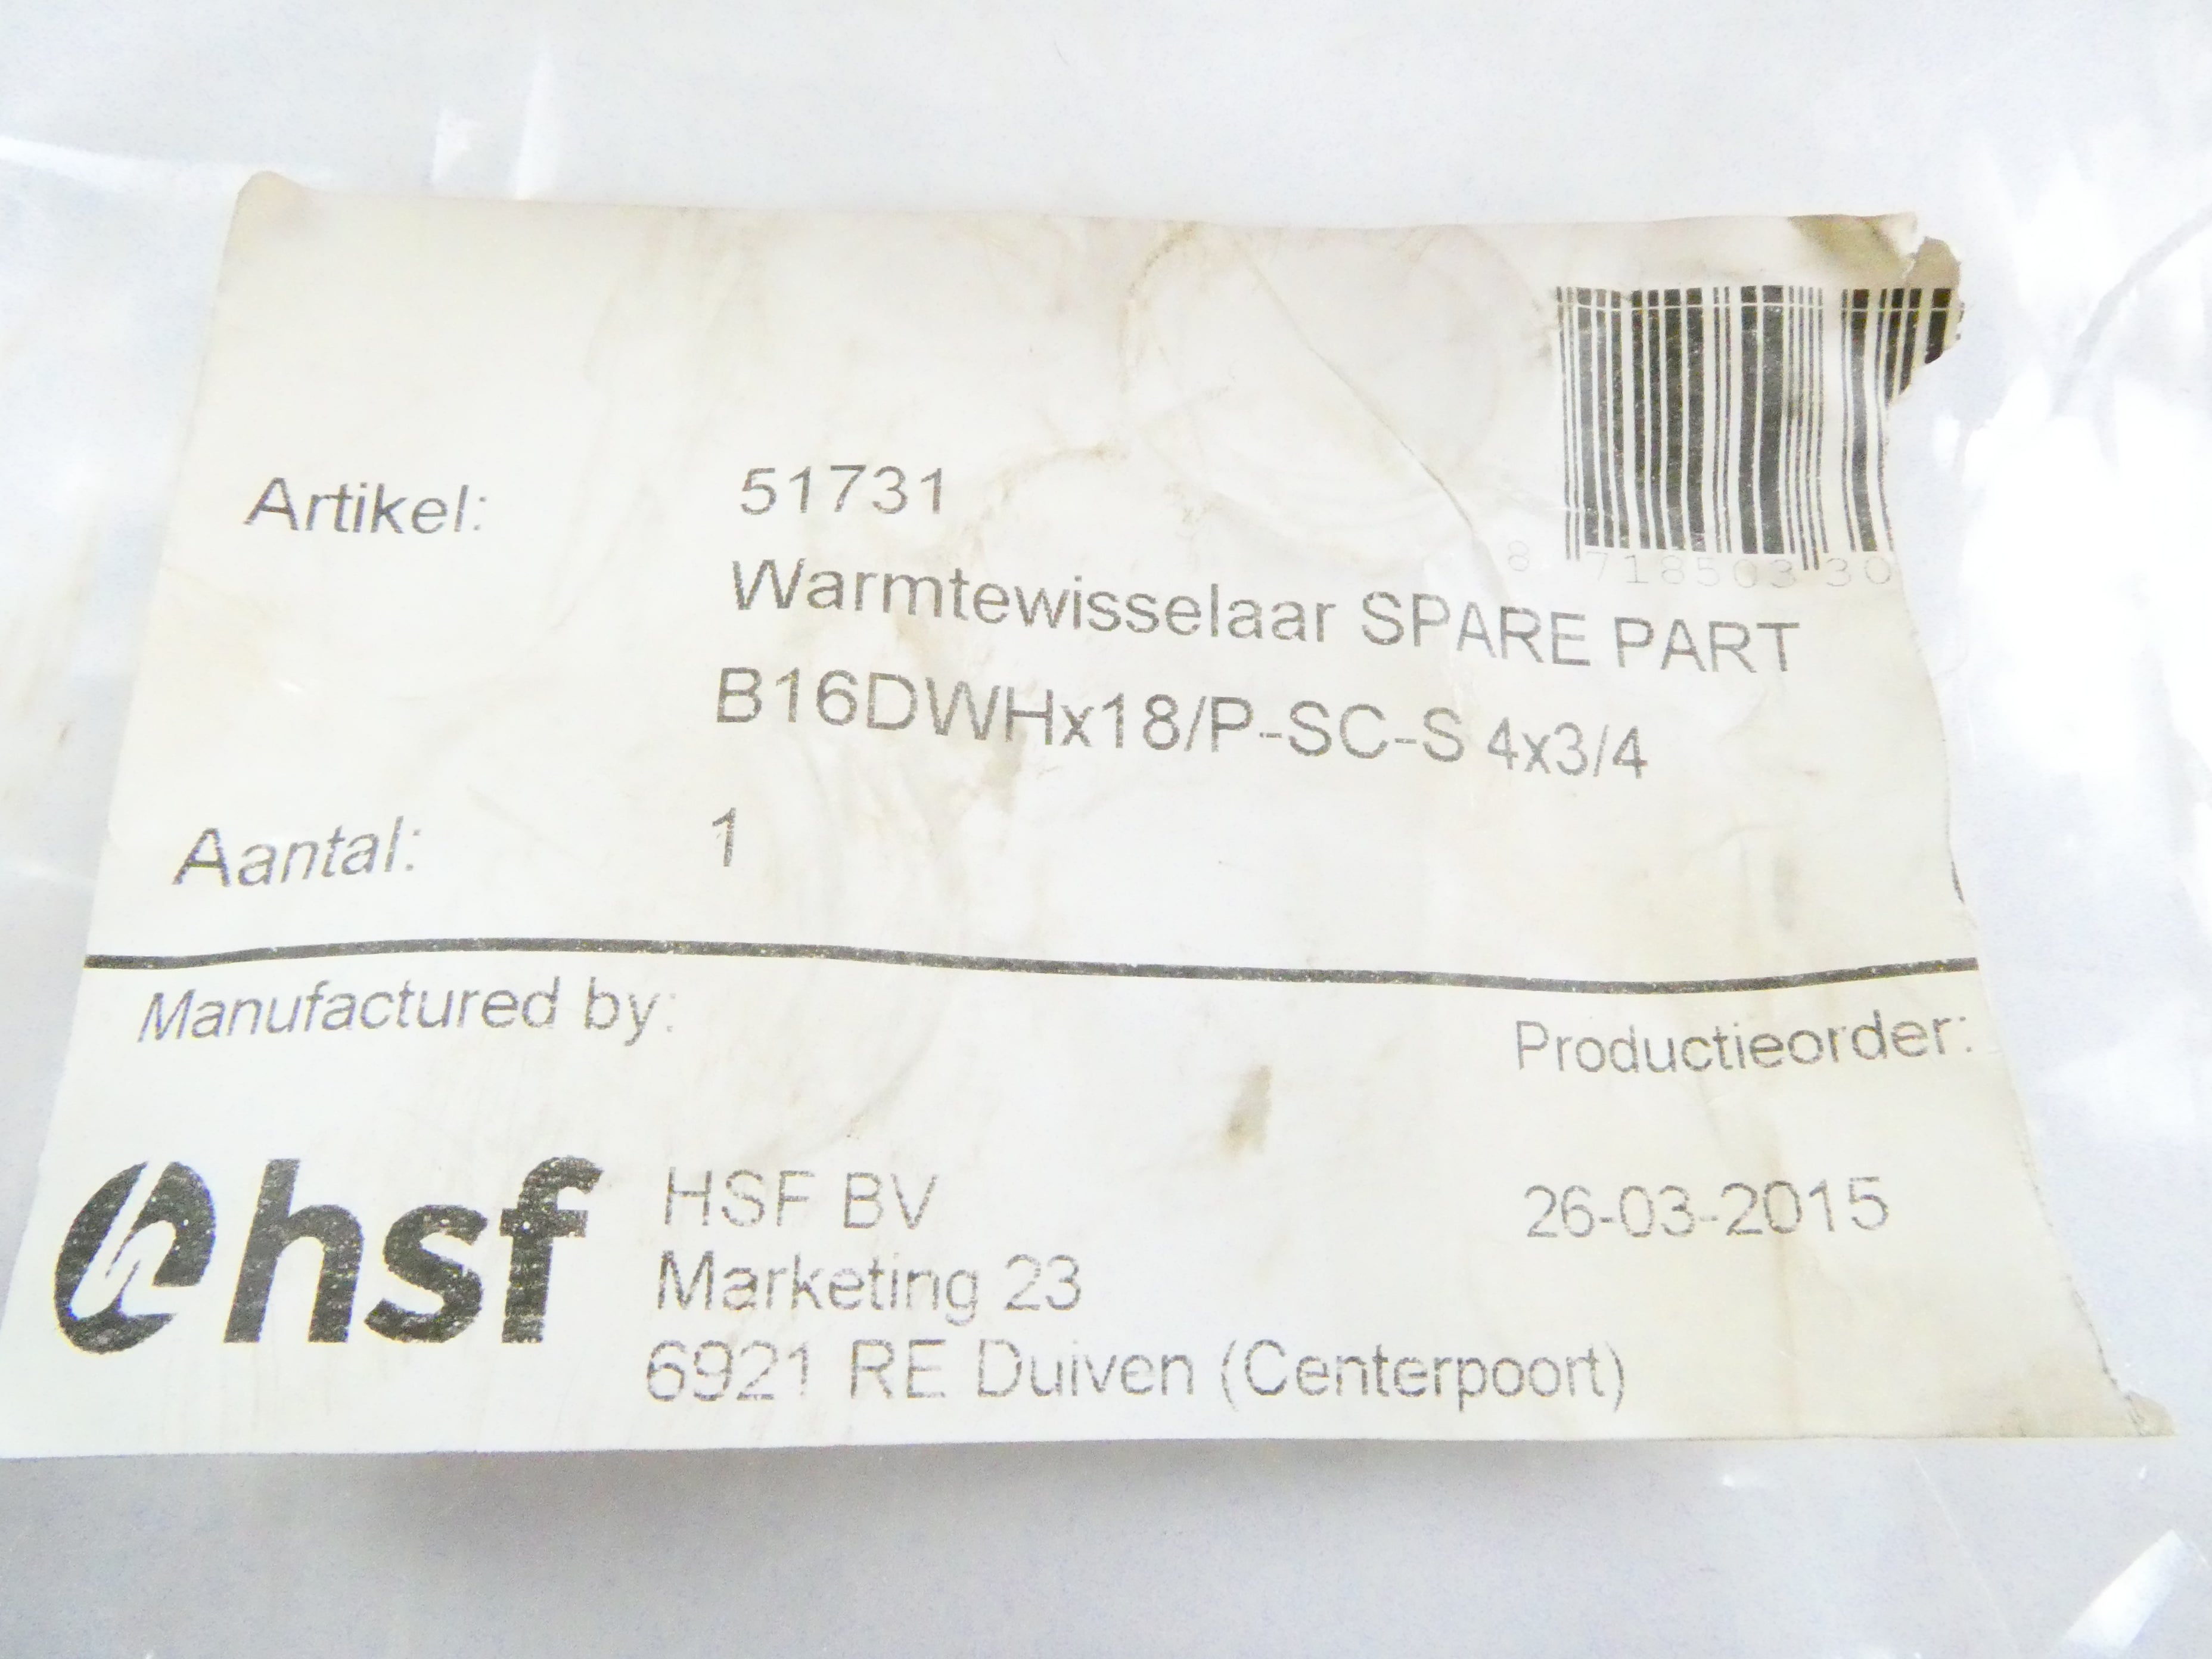 8 718503 30
Artikel: 51731
Warmtewisselaar SPARE PART
B16DWHx18/P-SC-S 4x3/4
Aantal: 1
Manufactured by:
Productieorder:
hsf
HSF BV
26-03-2015
Marketing 23
6921 RE Duiven (Centerpoort)